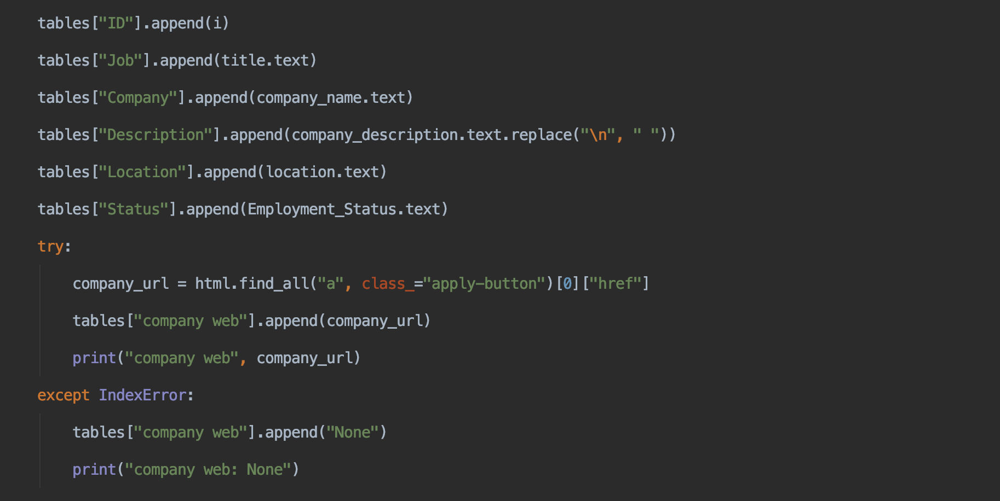 tables["ID"].append(i)
tables["Job"].append(title.text)
tables["Company"].append(company_name.text)
tables["Description"].append(company_description.text.replace("\n", " "))
tables["Location"].append(location.text)
tables["Status"].append(Employment_Status.text)
try:
    company_url = html.find_all("a", class_="apply-button")[0]["href"]
    tables["company web"].append(company_url)
    print("company web", company_url)
except IndexError:
    tables["company web"].append("None")
    print("company web: None")